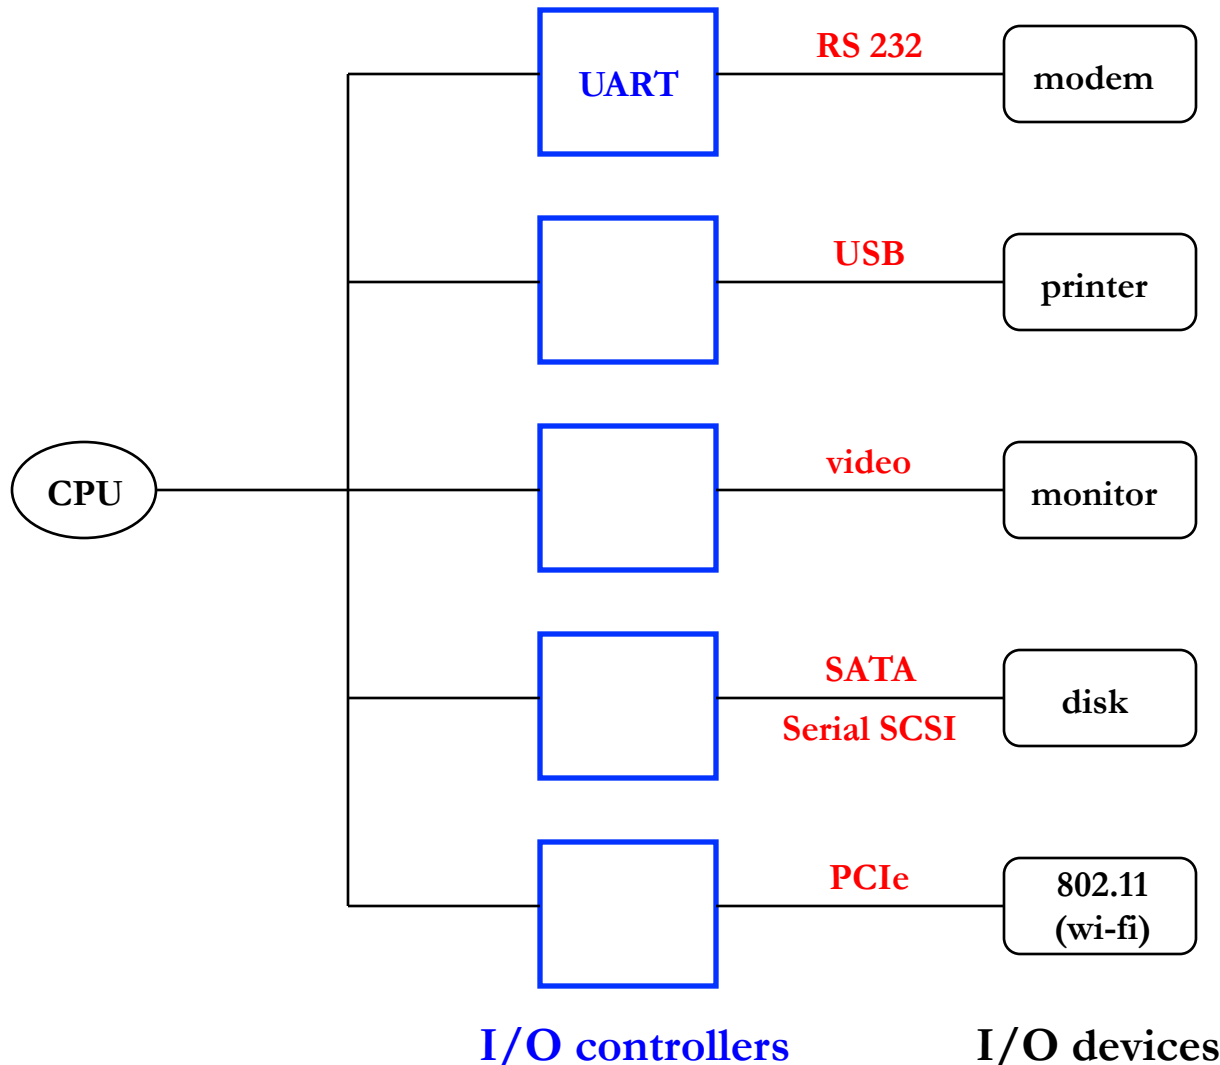 RS 232
UART
modem
USB
printer
video
CPU
monitor
SATA
disk
Serial SCSI
PCIe
802.11
(wi-fi)
I/O controllers
I/O devices